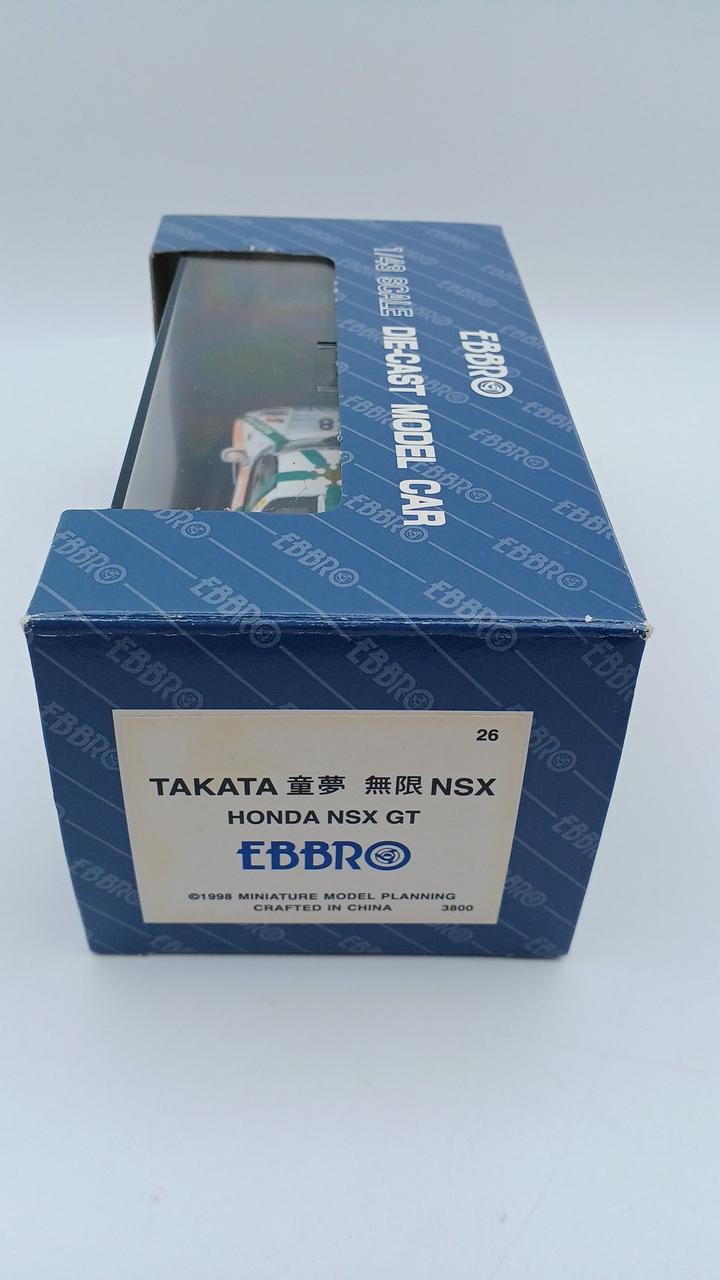 EBBRO
1/43 SCALE DIE-CAST MODEL CAR
26
TAKATA 童夢 無限 NSX
HONDA NSX GT
EBBRO
©1998 MINIATURE MODEL PLANNING
CRAFTED IN CHINA 3800